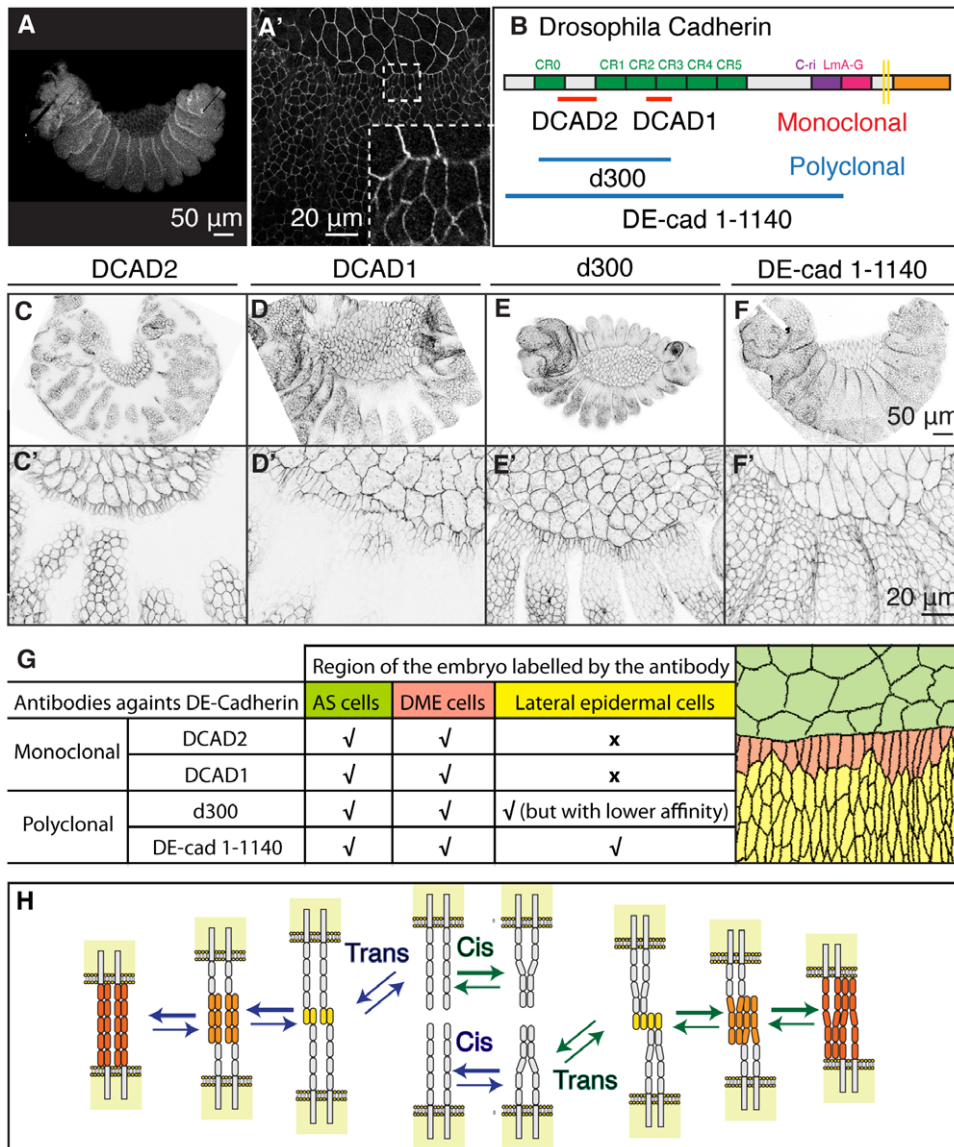 A
50 µm
A'
20 µm
B Drosophila Cadherin
CR0 CR1 CR2 CR3 CR4 CR5 C-ri LmA-G
DCAD2 DCAD1 Monoclonal
Polyclonal
d300
DE-cad 1-1140
DCAD2 DCAD1 d300 DE-cad 1-1140
C D E F
50 µm
C' D' E' F'
20 µm
G
Region of the embryo labelled by the antibody
Antibodies againts DE-Cadherin AS cells DME cells Lateral epidermal cells
Monoclonal
DCAD2 √ √ x
DCAD1 √ √ x
Polyclonal
d300 √ √ √ (but with lower affinity)
DE-cad 1-1140 √ √ √
H
Trans Cis
Cis Trans